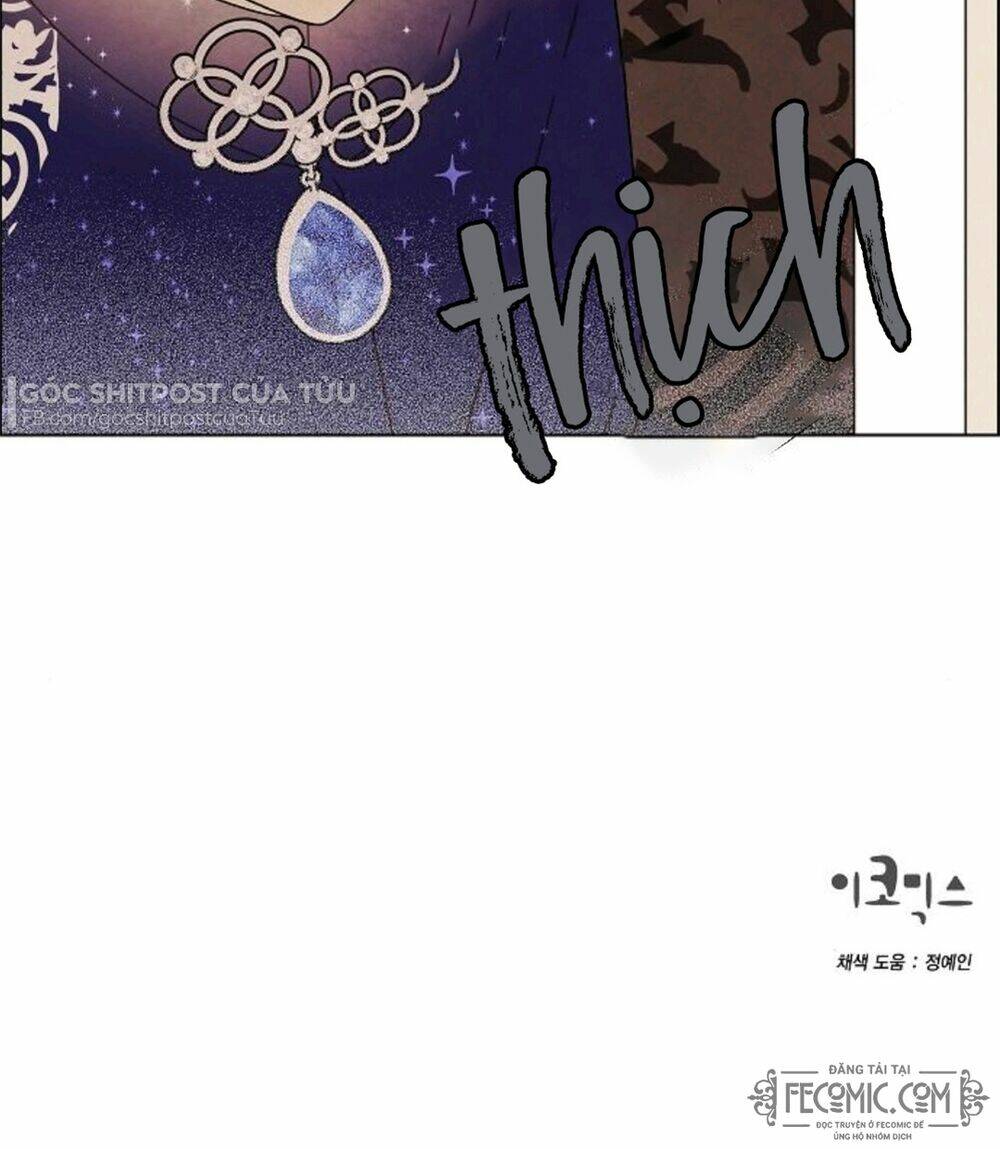 thịch
GÓC SHITPOST CỦA TỬU
FB.com/gocshitpostcuaTuu
이코믹스
채색 도움 : 정예인
ĐĂNG TẢI TẠI
FECOMIC.COM
ĐỌC TRUYỆN Ở FECOMIC ĐỂ
ỦNG HỘ NHÓM DỊCH